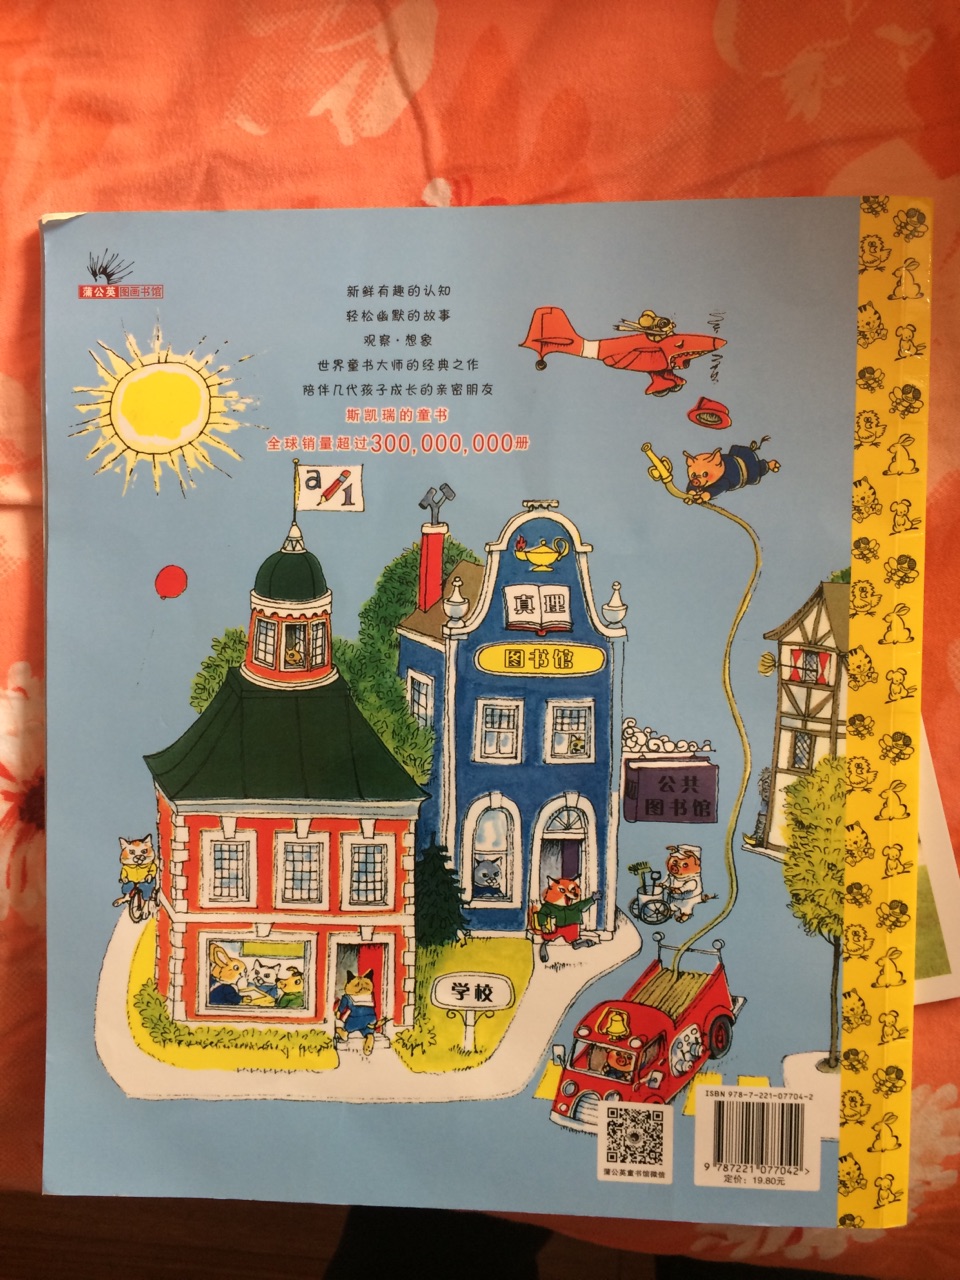 蒲公英图画书馆
新鲜有趣的认知
轻松幽默的故事
观察·想象
世界童书大师的经典之作
陪伴几代孩子成长的亲密朋友
斯凯瑞的童书
全球销量超过300,000,000册
a/1
真理
图书馆
公共
图书馆
学校
ISBN 978-7-221-07704-2
9 787221 077042 >
定价：19.80元
蒲公英童书馆微信